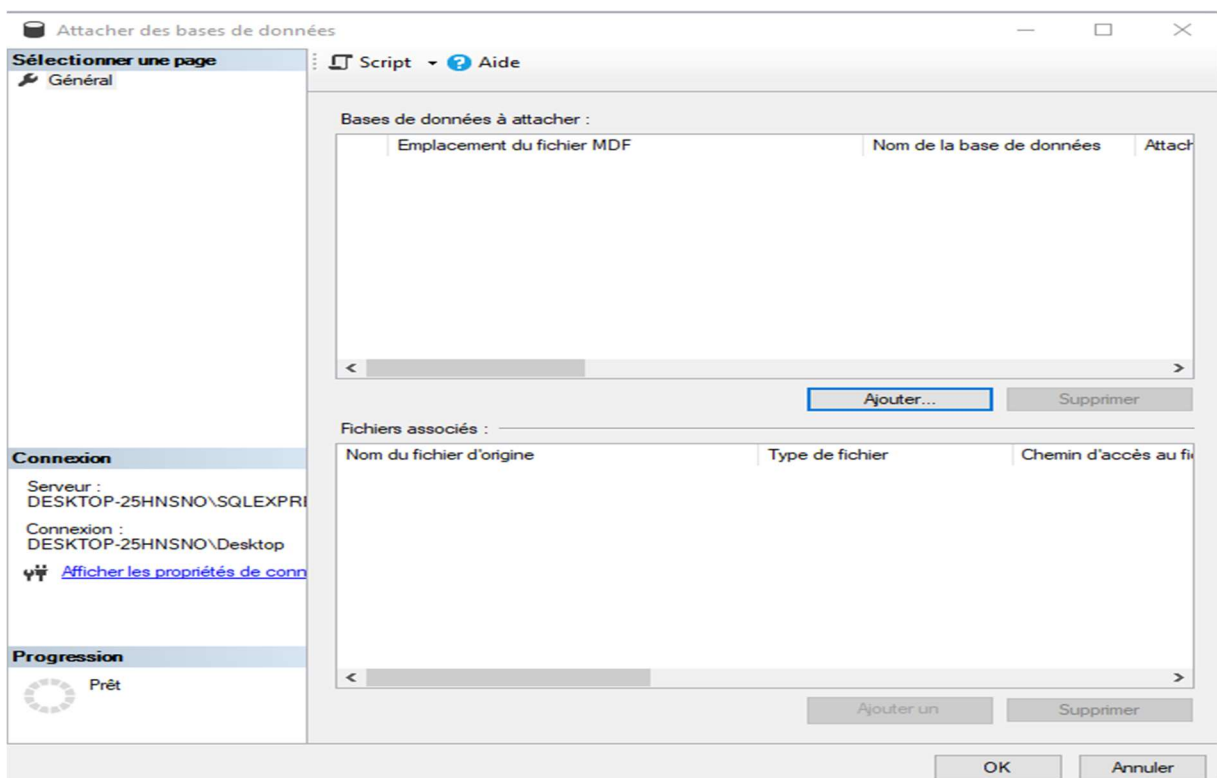 Attacher des bases de données
Sélectionner une page
Général
Script
Aide
Bases de données à attacher :
Emplacement du fichier MDF
Nom de la base de données
Attach
Ajouter...
Supprimer
Fichiers associés :
Nom du fichier d'origine
Type de fichier
Chemin d'accès au fi
Connexion
Serveur :
DESKTOP-25HNSNO\SQLEXPR
Connexion :
DESKTOP-25HNSNO\Desktop
Afficher les propriétés de conn
Progression
Prêt
Ajouter un
Supprimer
OK
Annuler